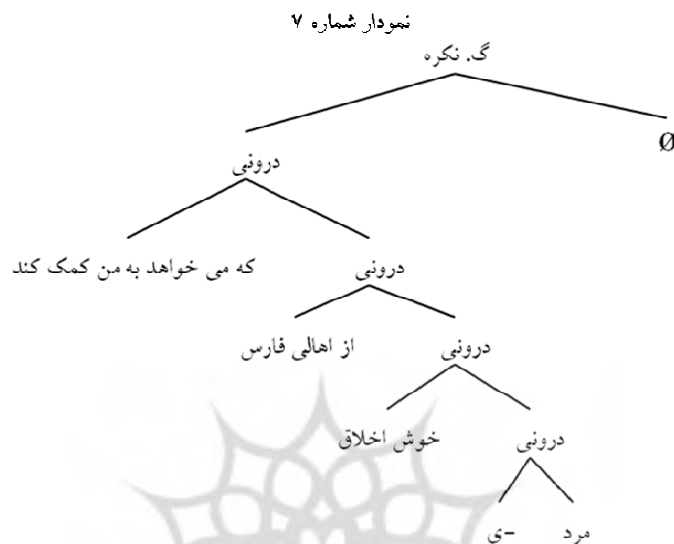 نمودار شماره ۷
گ. نکره
Ø
درونی
درونی که می خواهد به من کمک کند
درونی از اهالی فارس
درونی خوش اخلاق
مرد -ی